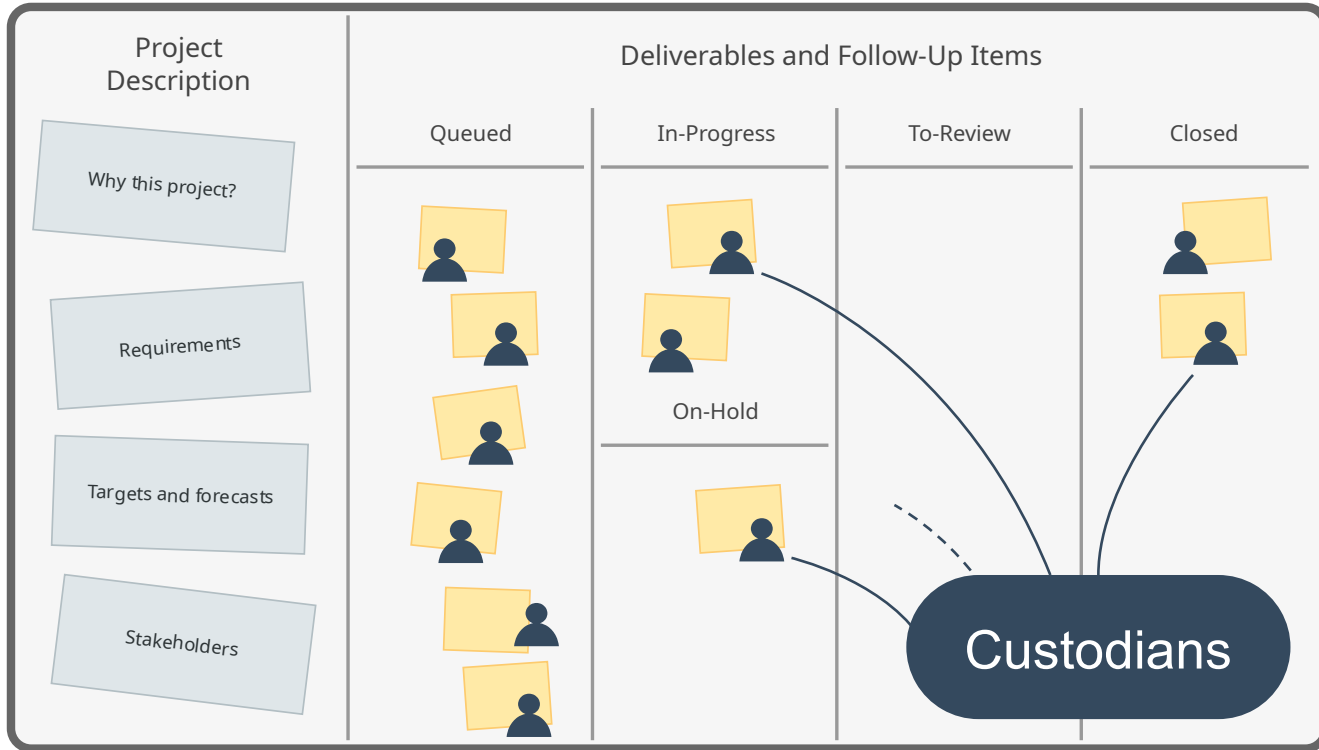 Project
Description
Deliverables and Follow-Up Items
Queued
In-Progress
To-Review
Closed
Why this project?
Requirements
On-Hold
Targets and forecasts
Stakeholders
Custodians